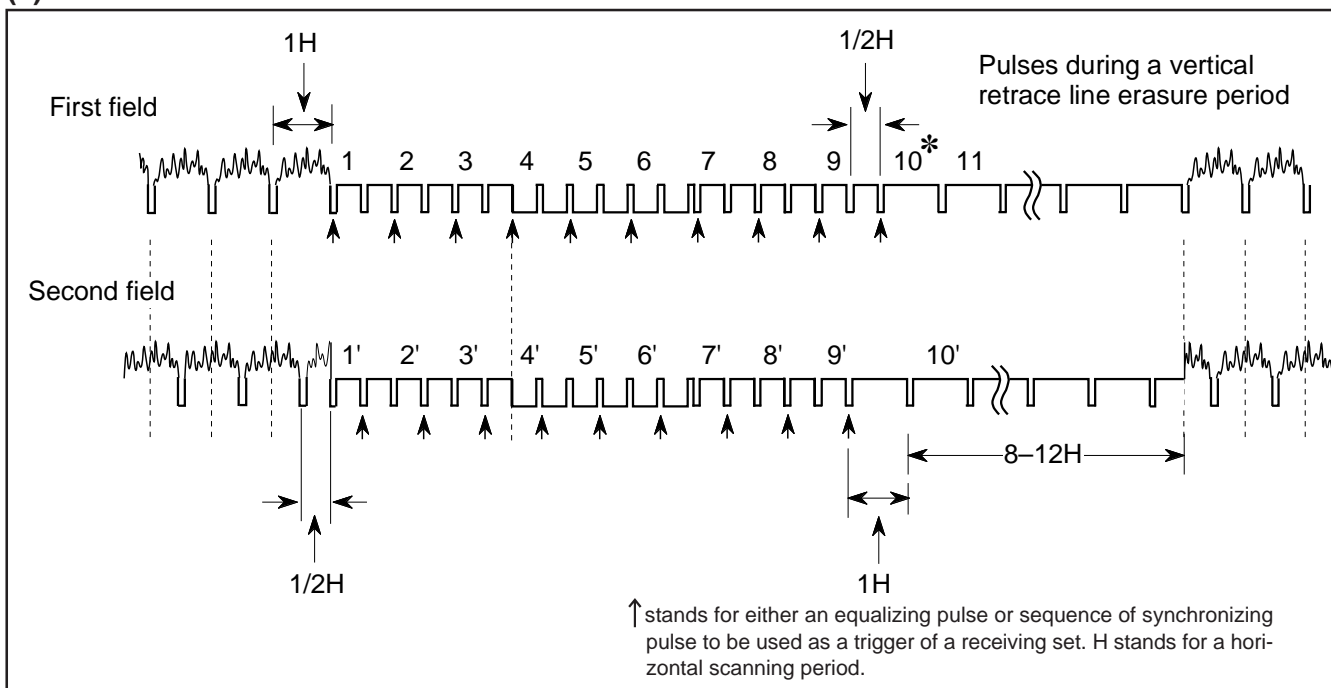 1H
1/2H
Pulses during a vertical
retrace line erasure period
First field
1 2 3 4 5 6 7 8 9 10* 11
Second field
1' 2' 3' 4' 5' 6' 7' 8' 9' 10'
8–12H
1/2H
1H
↑ stands for either an equalizing pulse or sequence of synchronizing
pulse to be used as a trigger of a receiving set. H stands for a hori-
zontal scanning period.